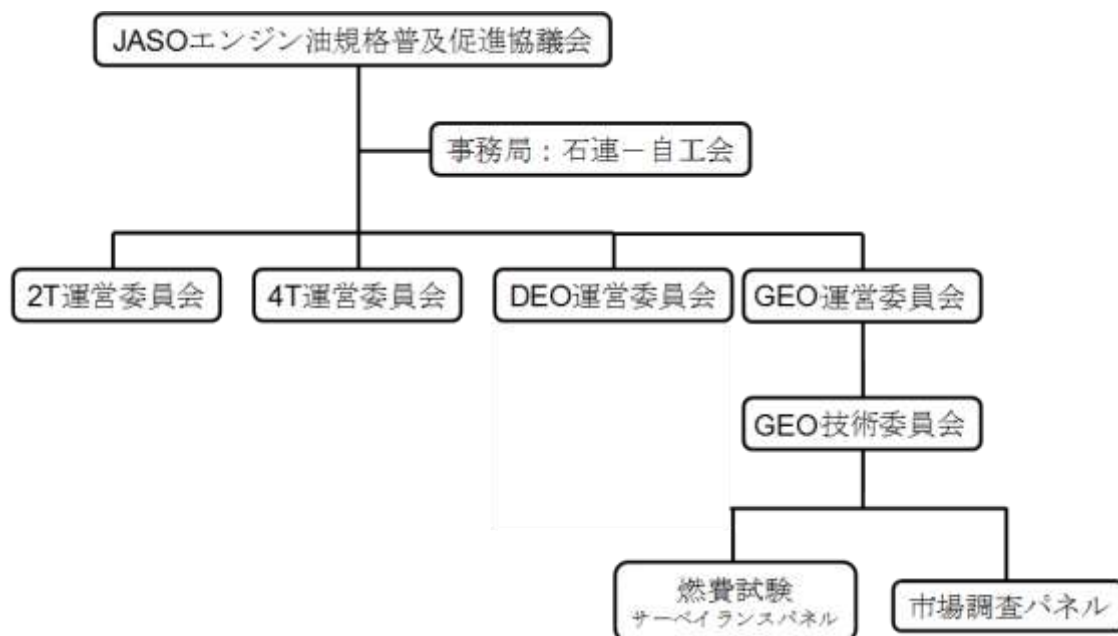 JASOエンジン油規格普及促進協議会
事務局：石連－自工会
2T運営委員会
4T運営委員会
DEO運営委員会
GEO運営委員会
GEO技術委員会
燃費試験
サーベイランスパネル
市場調査パネル